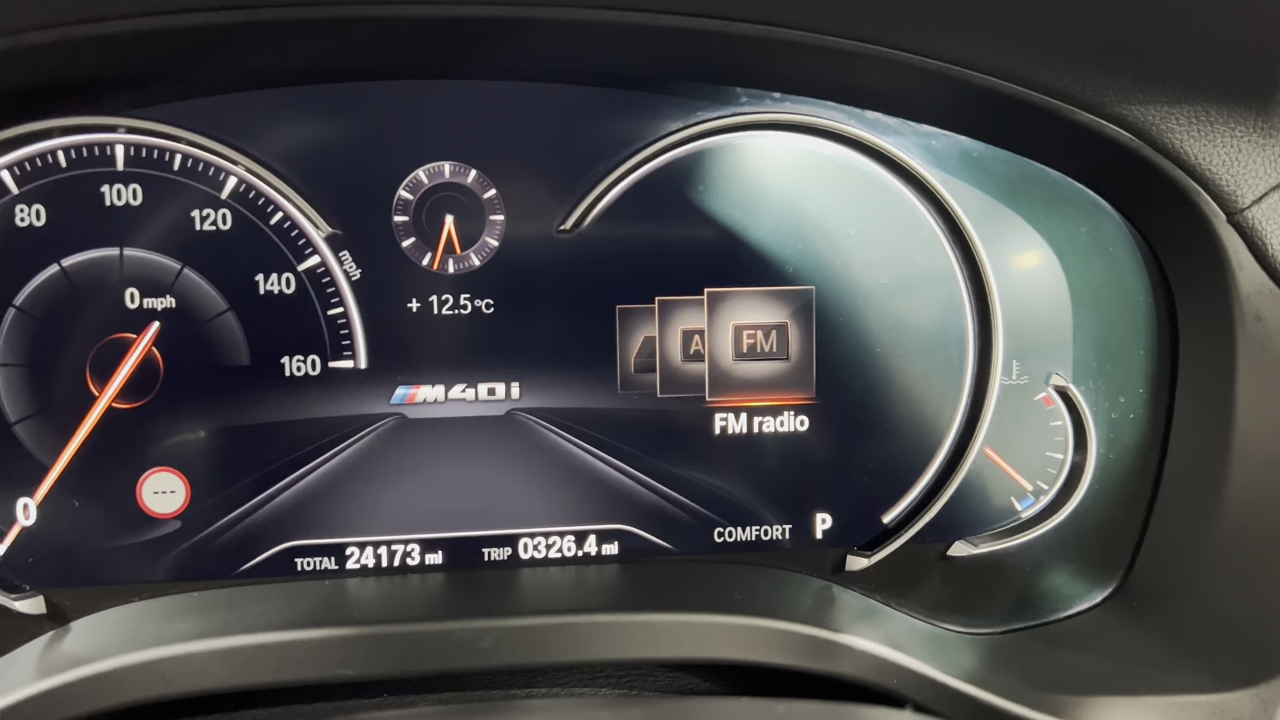 80
100
120
140
160
mph
0 mph
0
---
+ 12.5°C
M40i
A
FM
FM radio
COMFORT P
TOTAL 24173 mi TRIP 0326.4 mi